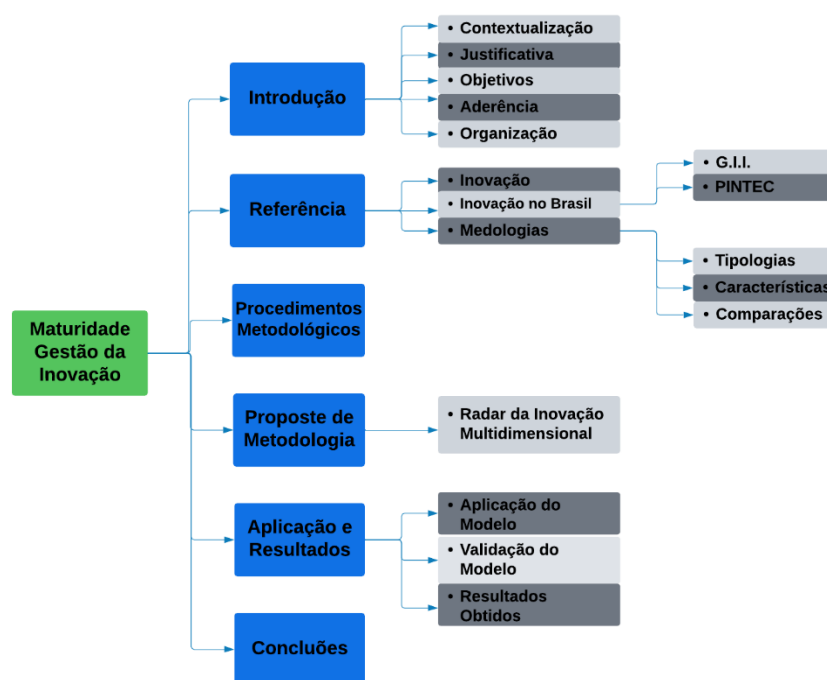 Maturidade
Gestão da
Inovação
Introdução
• Contextualização
• Justificativa
• Objetivos
• Aderência
• Organização
Referência
• Inovação
• Inovação no Brasil
• Medologias
• G.I.I.
• PINTEC
• Tipologias
• Características
• Comparações
Procedimentos
Metodológicos
Proposte de
Metodologia
• Radar da Inovação
Multidimensional
Aplicação e
Resultados
• Aplicação do
Modelo
• Validação do
Modelo
• Resultados
Obtidos
Concluões